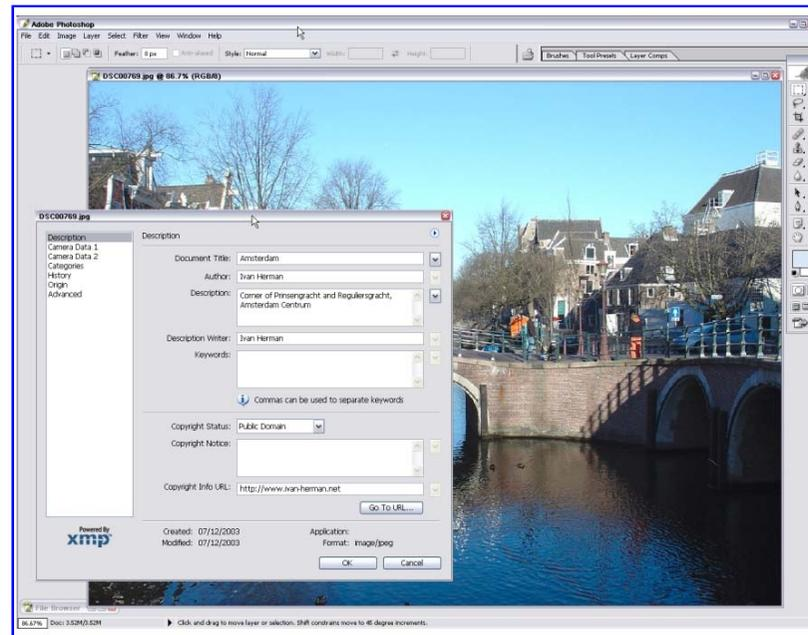 Adobe Photoshop
File Edit Image Layer Select Filter View Window Help
Feather: 0 px Anti-aliased Style: Normal Width: Height: Brushes Tool Presets Layer Comps
DSC00769.jpg @ 86.7% (RGB/8)
DSC00769.jpg
Description
Camera Data 1
Camera Data 2
Categories
History
Origin
Advanced
Description
Document Title: Amsterdam
Author: Ivan Herman
Description: Corner of Prinsengracht and Reguliersgracht,
Amsterdam Centrum
Description Writer: Ivan Herman
Keywords:
Commas can be used to separate keywords
Copyright Status: Public Domain
Copyright Notice:
Copyright Info URL: http://www.ivan-herman.net
Go To URL...
Powered By
xmp
Created: 07/12/2003 Application:
Modified: 07/12/2003 Format: image/jpeg
OK Cancel
File Browser
86.67% Doc: 3.52M/3.52M Click and drag to move layer or selection. Shift constrains move to 45 degree increments.